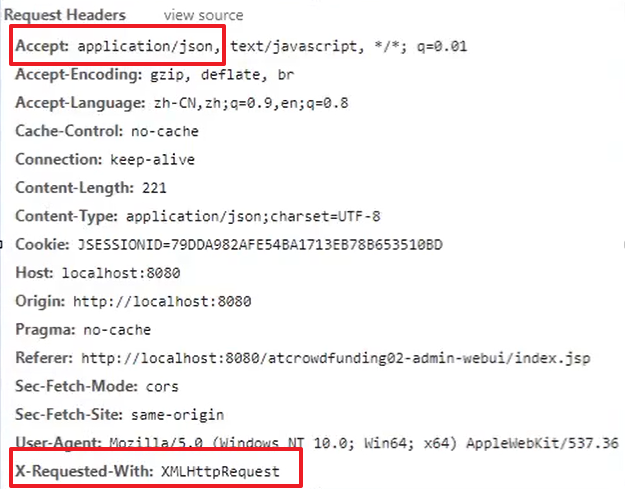 Request Headers view source
Accept: application/json, text/javascript, */*; q=0.01
Accept-Encoding: gzip, deflate, br
Accept-Language: zh-CN,zh;q=0.9,en;q=0.8
Cache-Control: no-cache
Connection: keep-alive
Content-Length: 221
Content-Type: application/json;charset=UTF-8
Cookie: JSESSIONID=79DDA982AFE54BA1713EB78B653510BD
Host: localhost:8080
Origin: http://localhost:8080
Pragma: no-cache
Referer: http://localhost:8080/atcrowdfunding02-admin-webui/index.jsp
Sec-Fetch-Mode: cors
Sec-Fetch-Site: same-origin
User-Agent: Mozilla/5.0 (Windows NT 10.0; Win64; x64) AppleWebKit/537.36
X-Requested-With: XMLHttpRequest